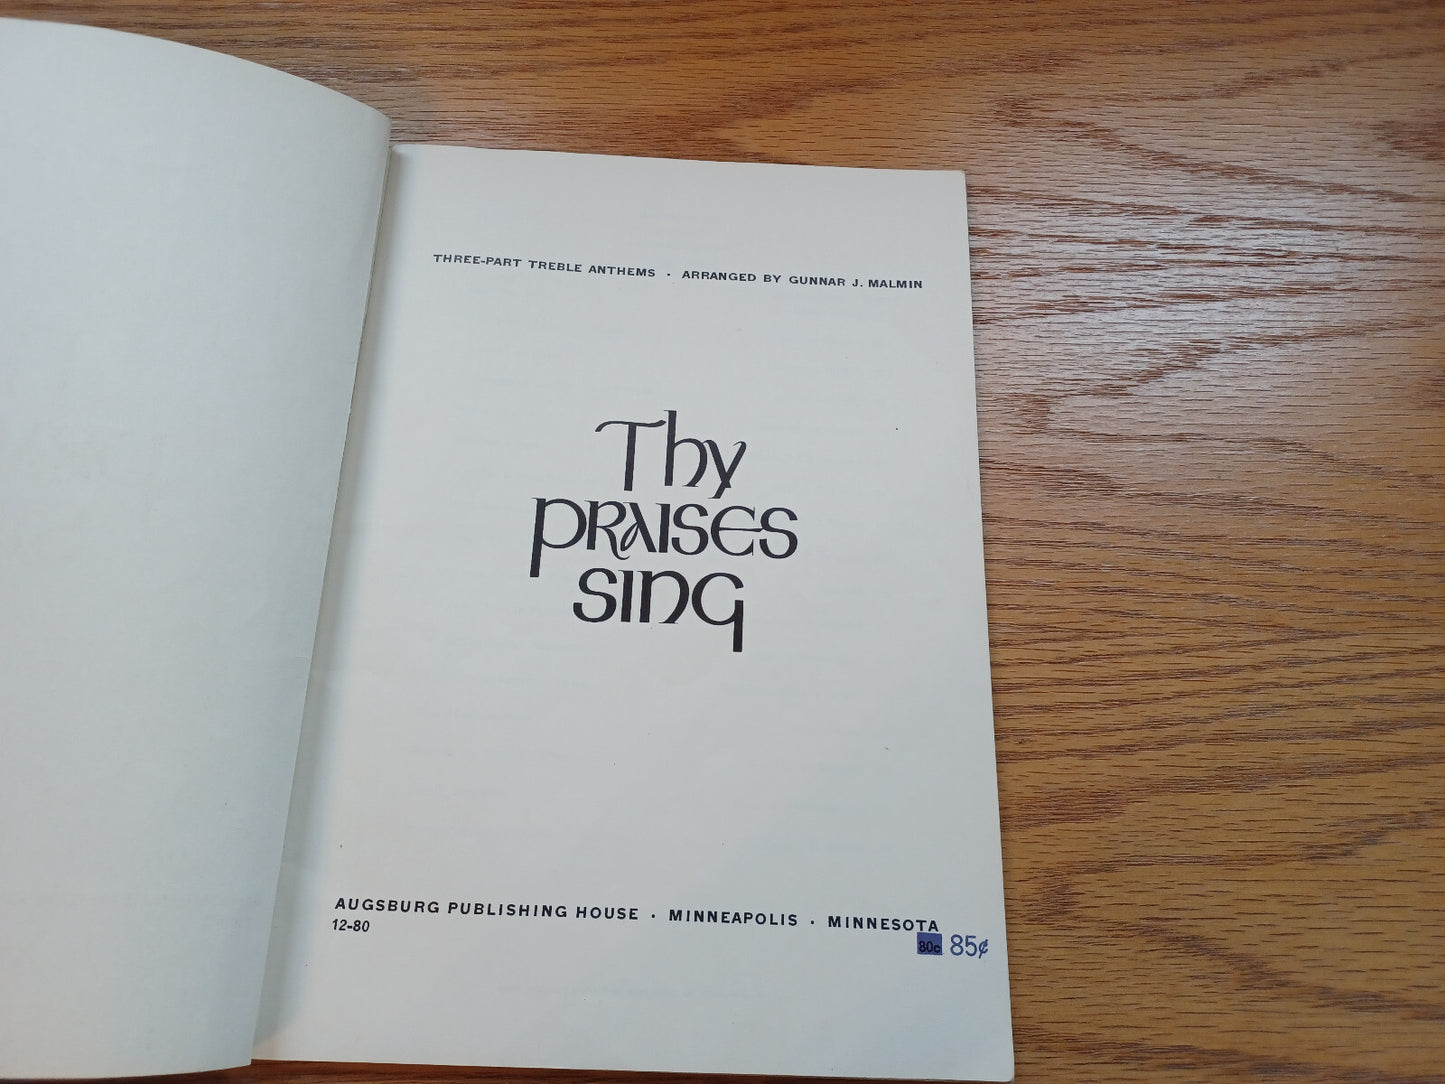 THREE-PART TREBLE ANTHEMS · ARRANGED BY GUNNAR J. MALMIN
Thy
PRAISES
SING
AUGSBURG PUBLISHING HOUSE · MINNEAPOLIS · MINNESOTA
12-80
80c 85¢